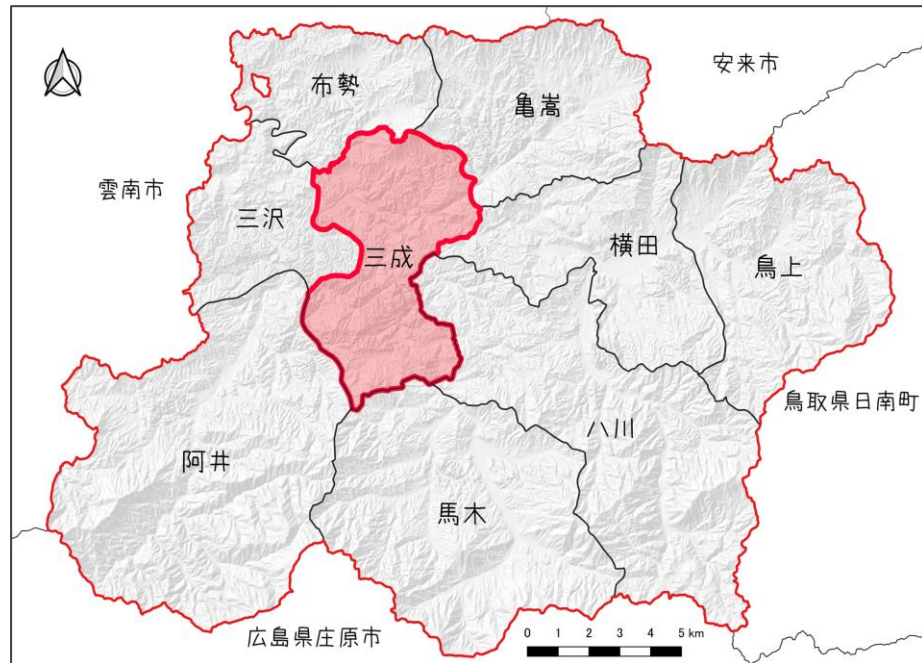 安来市
布勢
亀嵩
雲南市
三沢
三成
横田
鳥上
鳥取県日南町
八川
阿井
馬木
広島県庄原市
0 1 2 3 4 5 km